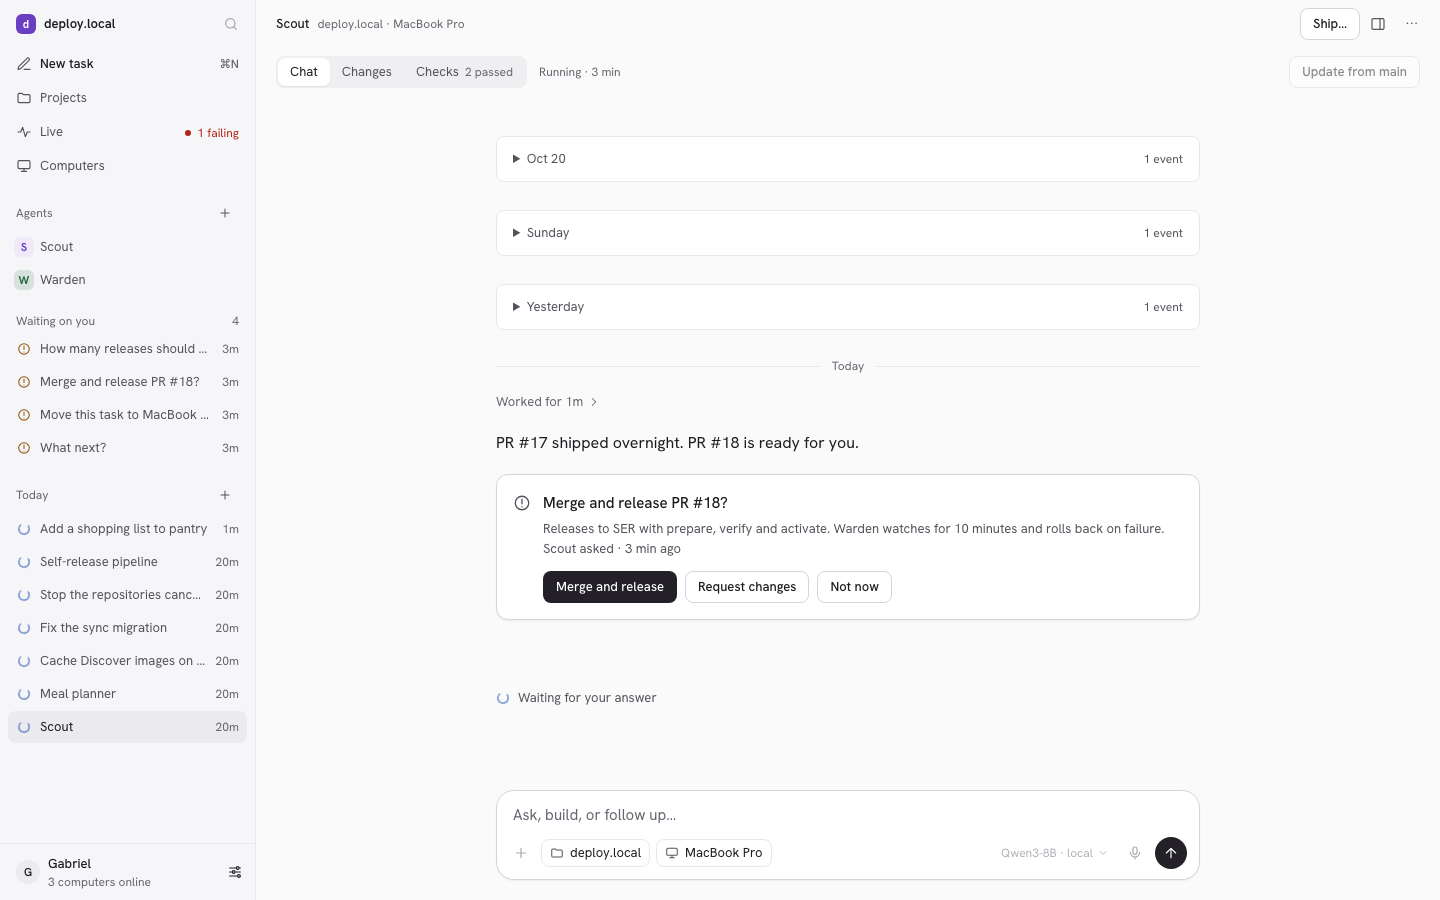 d deploy.local
New task ⌘N
Projects
Live 1 failing
Computers
Agents
S Scout
W Warden
Waiting on you 4
How many releases should ... 3m
Merge and release PR #18? 3m
Move this task to MacBook ... 3m
What next? 3m
Today
Add a shopping list to pantry 1m
Self-release pipeline 20m
Stop the repositories canc... 20m
Fix the sync migration 20m
Cache Discover images on ... 20m
Meal planner 20m
Scout 20m
G Gabriel
3 computers online
Scout deploy.local · MacBook Pro
Ship...
Chat Changes Checks 2 passed Running · 3 min
Update from main
Oct 20 1 event
Sunday 1 event
Yesterday 1 event
Today
Worked for 1m
PR #17 shipped overnight. PR #18 is ready for you.
Merge and release PR #18?
Releases to SER with prepare, verify and activate. Warden watches for 10 minutes and rolls back on failure.
Scout asked · 3 min ago
Merge and release Request changes Not now
Waiting for your answer
Ask, build, or follow up...
deploy.local MacBook Pro Qwen3-8B · local